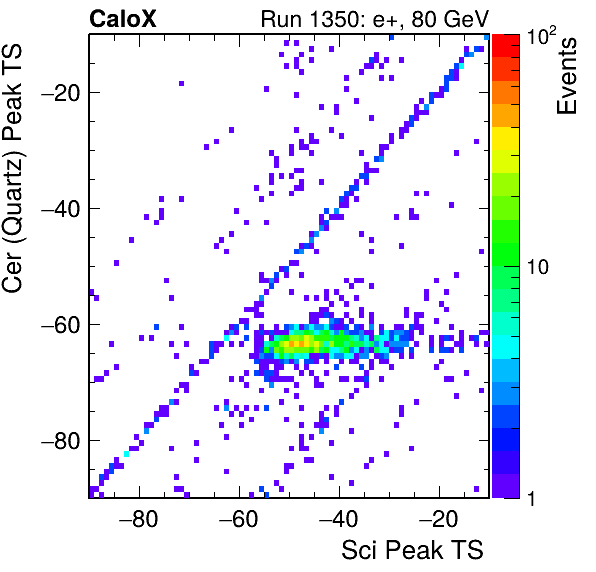 CaloX Run 1350: e+, 80 GeV
Cer (Quartz) Peak TS
−20
−40
−60
−80
−80 −60 −40 −20
Sci Peak TS
10²
10
1
Events